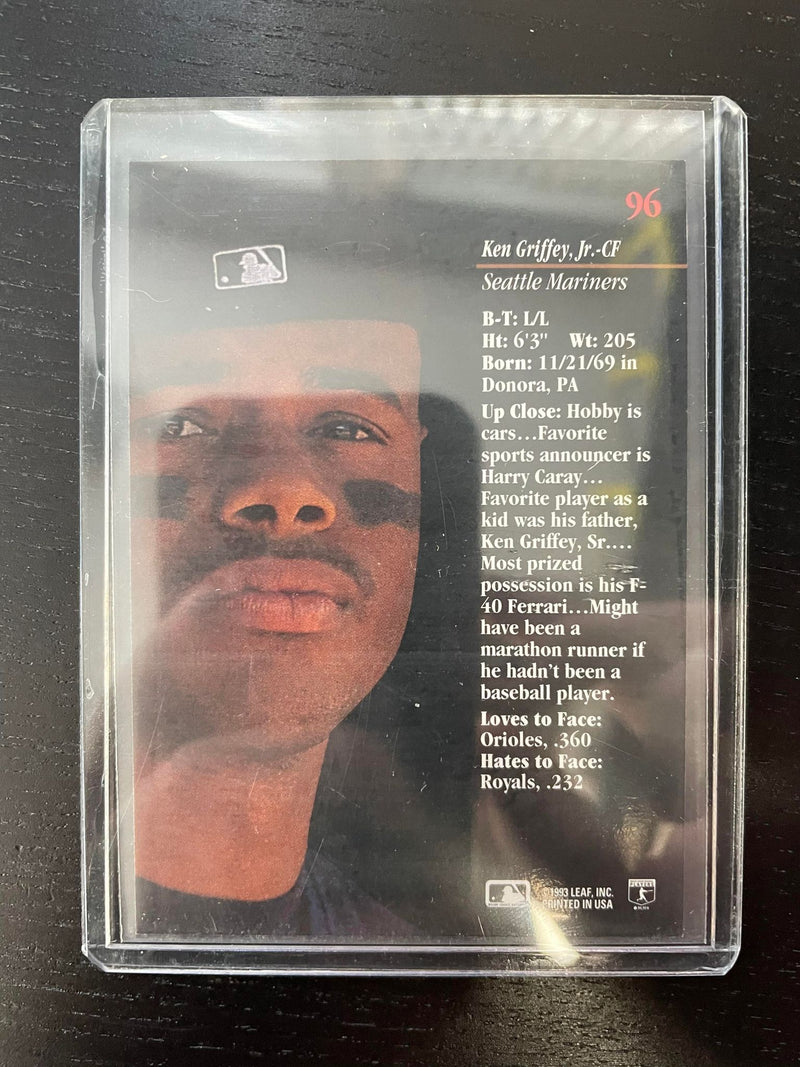 96
Ken Griffey, Jr.-CF
Seattle Mariners
B-T: L/L
Ht: 6'3" Wt: 205
Born: 11/21/69 in
Donora, PA
Up Close: Hobby is
cars...Favorite
sports announcer is
Harry Caray...
Favorite player as a
kid was his father,
Ken Griffey, Sr....
Most prized
possession is his F-
40 Ferrari...Might
have been a
marathon runner if
he hadn't been a
baseball player.
Loves to Face:
Orioles, .360
Hates to Face:
Royals, .232
©1993 LEAF, INC.
PRINTED IN USA
PLAYERS